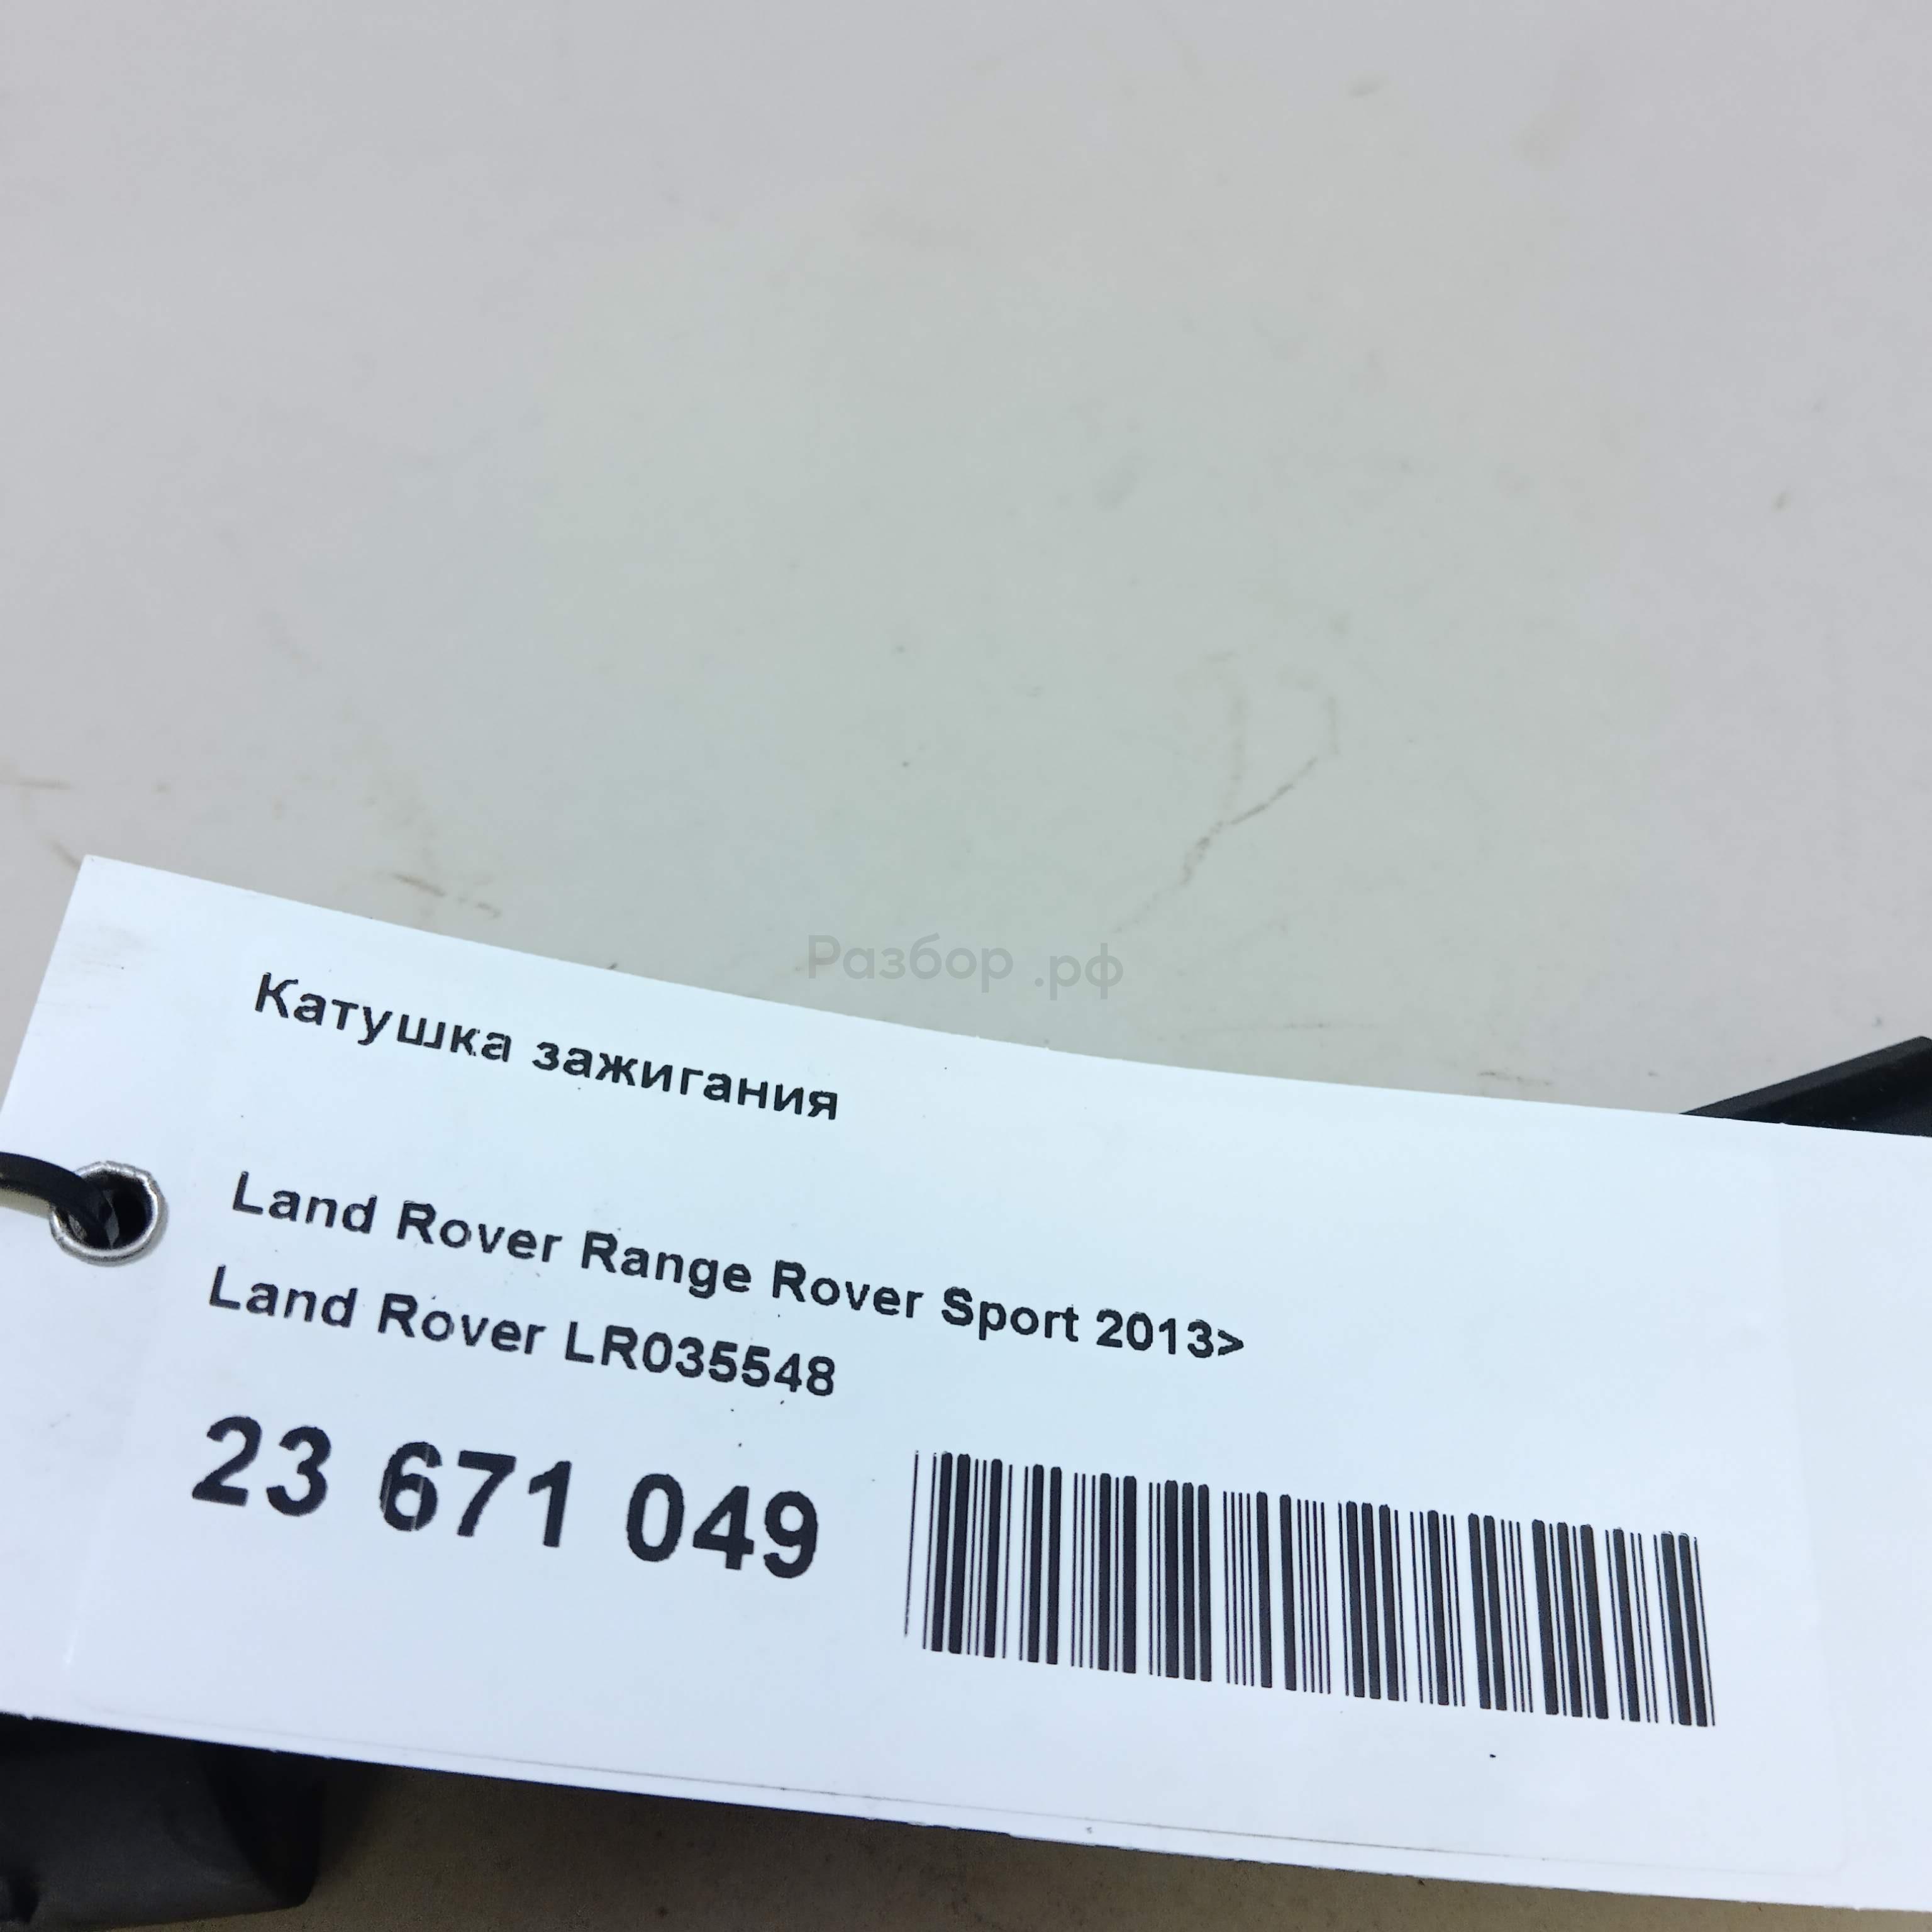 Разбор.рф
Катушка зажигания
Land Rover Range Rover Sport 2013>
Land Rover LR035548
23 671 049